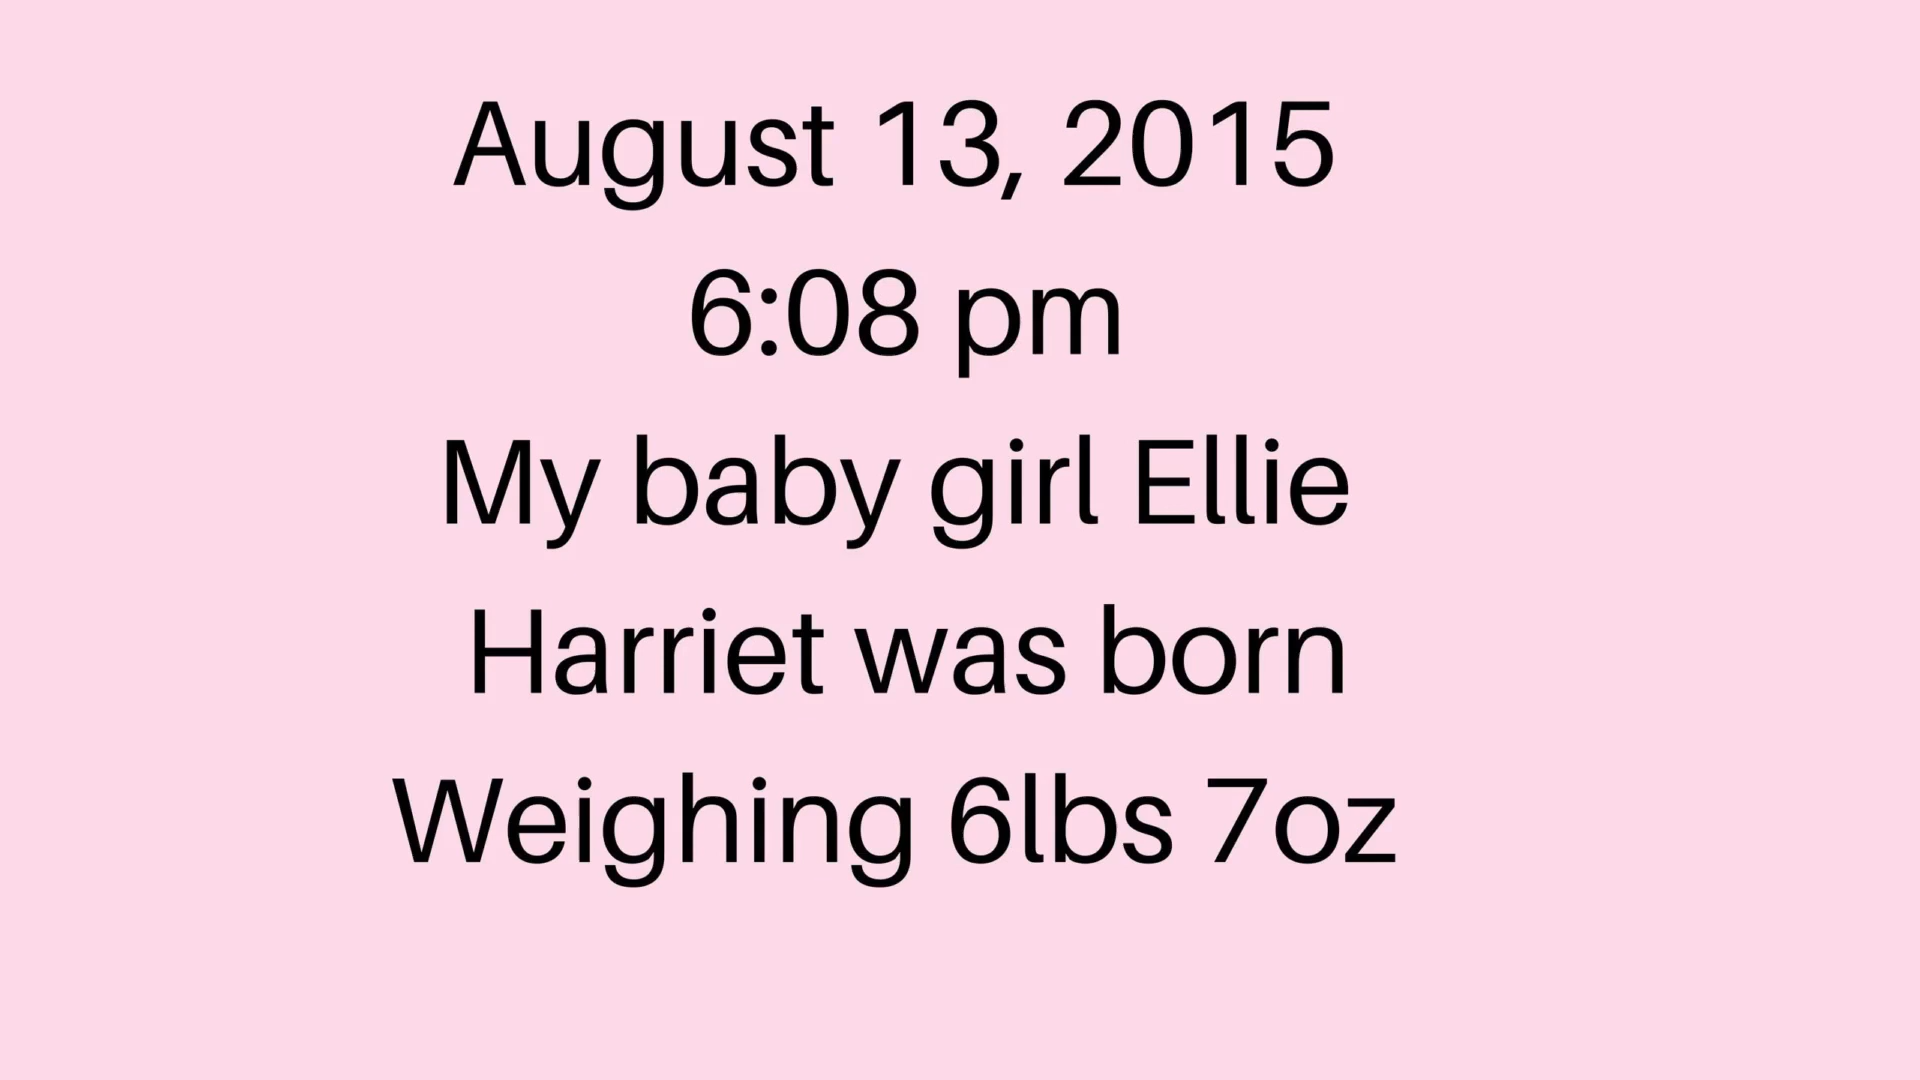 August 13, 2015
6:08 pm
My baby girl Ellie
Harriet was born
Weighing 6lbs 7oz